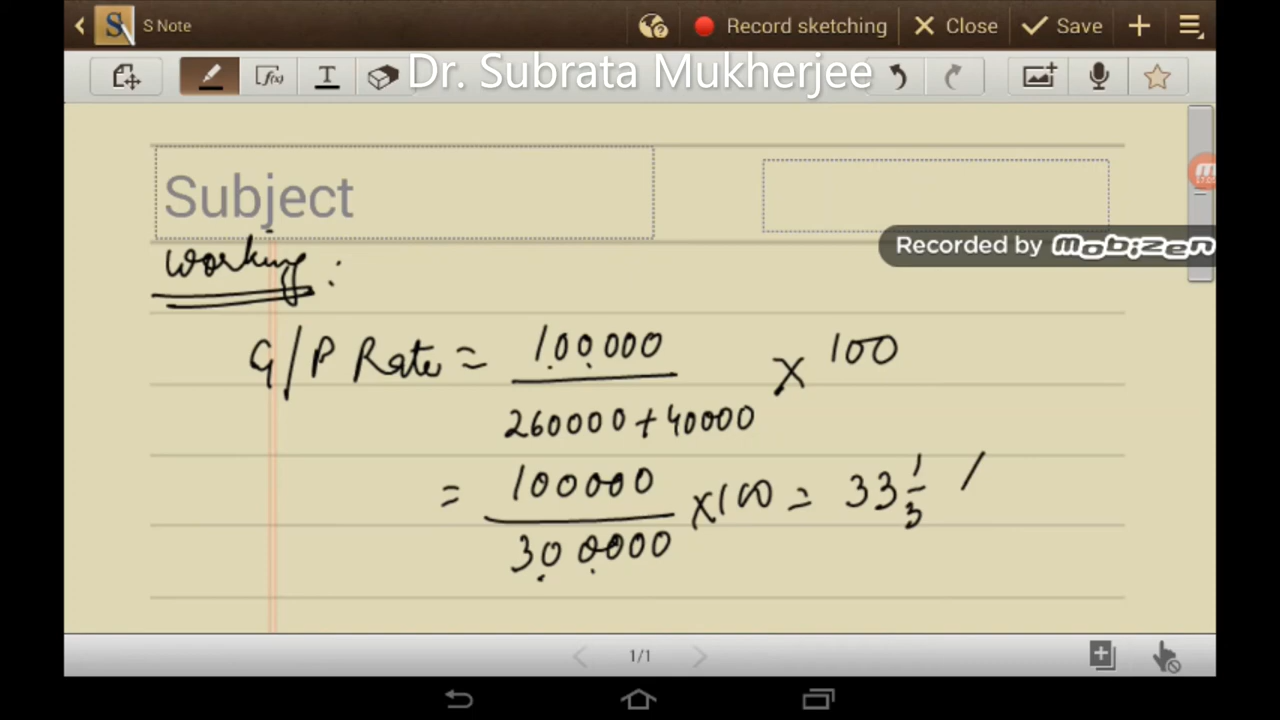 S Note
Record sketching
Close
Save
f(x)
T
Dr. Subrata Mukherjee
Subject
Recorded by mobizen
Working :
G/P Rate = 100000 / 260000 + 40000 × 100
= 100000 / 300000 × 100 = 33 1/3 /
1/1